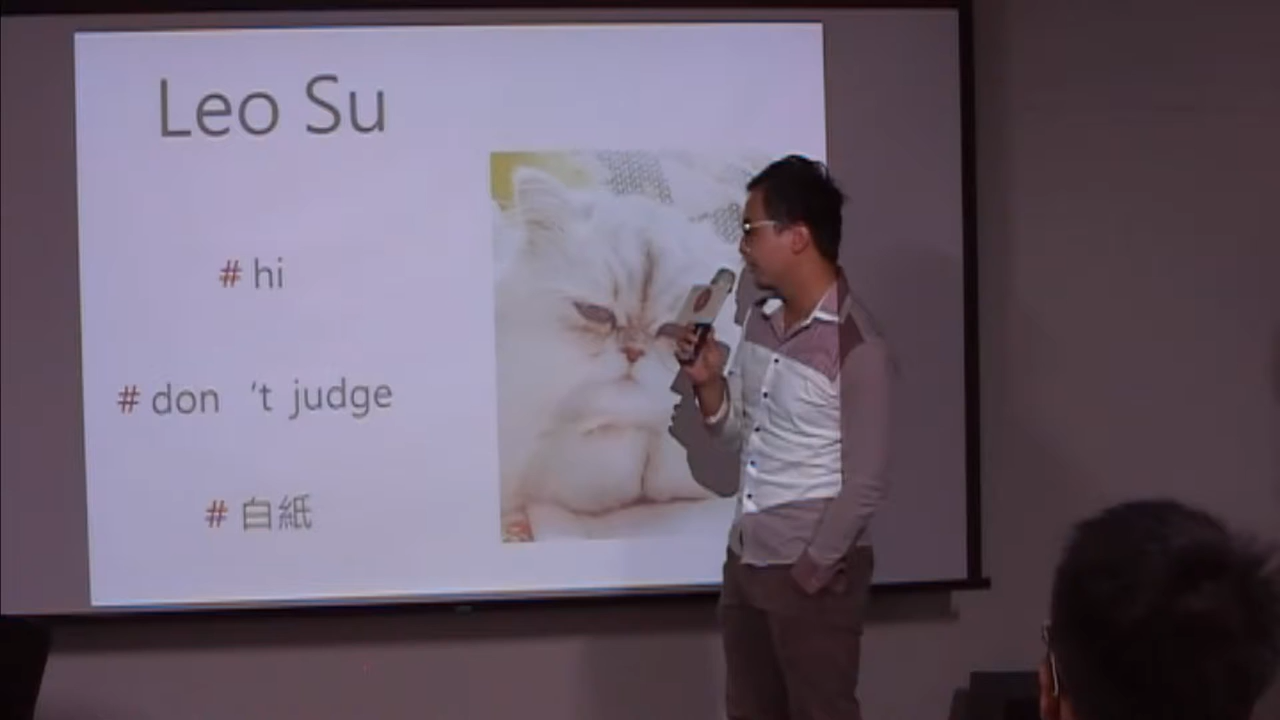 Leo Su
# hi
# don 't judge
# 白紙